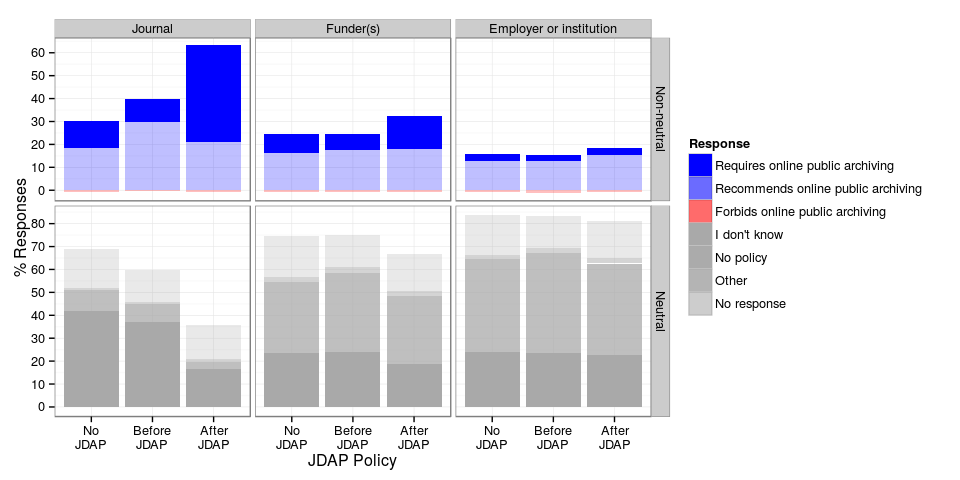 Journal
Funder(s)
Employer or institution
% Responses
60
50
40
30
20
10
0
Non-neutral
80
70
60
50
40
30
20
10
0
Neutral
No
JDAP
Before
JDAP
After
JDAP
No
JDAP
Before
JDAP
After
JDAP
No
JDAP
Before
JDAP
After
JDAP
JDAP Policy
Response
Requires online public archiving
Recommends online public archiving
Forbids online public archiving
I don't know
No policy
Other
No response